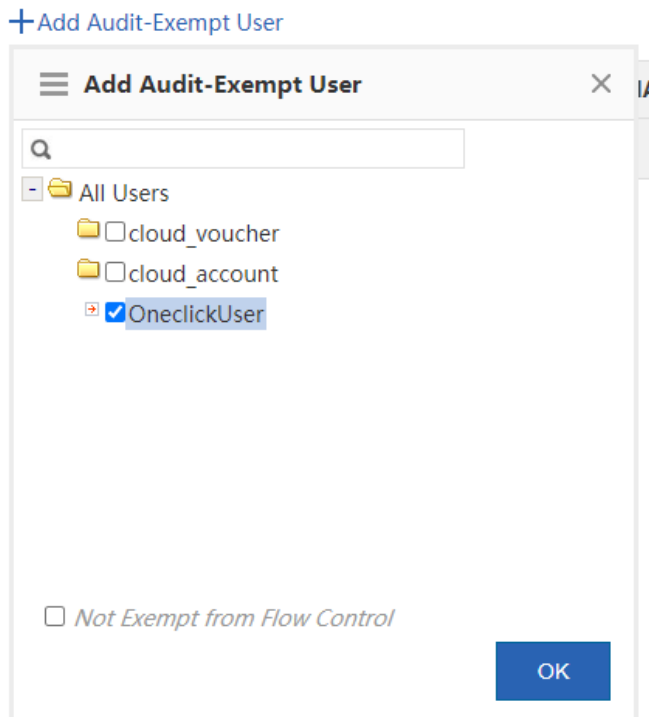 Add Audit-Exempt User
Add Audit-Exempt User
All Users
cloud_voucher
cloud_account
OneclickUser
Not Exempt from Flow Control
OK